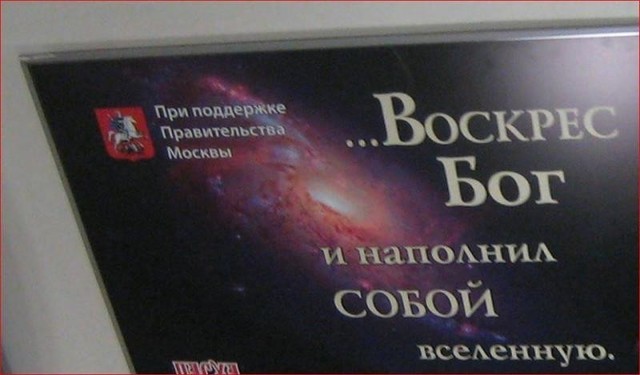 При поддержке
Правительства
Москвы
...Воскрес
Бог
и наполнил
СОБОЙ
вселенную.